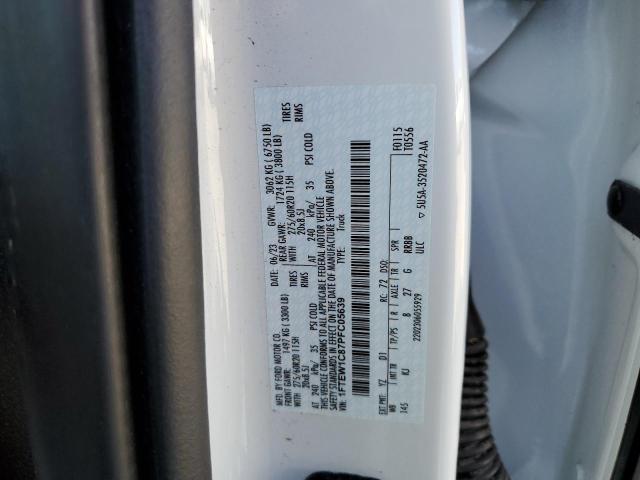 MFD. BY FORD MOTOR CO.
DATE: 06/23 GVWR: 3062 KG ( 6750 LB)
FRONT GAWR: 1497 KG ( 3300 LB) REAR GAWR: 1724 KG ( 3800 LB)
WITH 275/60R20 115H TIRES WITH 275/60R20 115H TIRES
20x8.5J RIMS 20x8.5J RIMS
AT 240 kPa/ 35 PSI COLD AT 240 kPa/ 35 PSI COLD
THIS VEHICLE CONFORMS TO ALL APPLICABLE FEDERAL MOTOR VEHICLE
SAFETY STANDARDS IN EFFECT ON THE DATE OF MANUFACTURE SHOWN ABOVE.
VIN: 1FTEW1C87PFC05639 TYPE: Truck
F0115
T0556
EXT PNT: YZ D1 RC: 72 DSO:
WB INT TR TP/PS R AXLE TR SPR
145 KJ 8 27 G RRBB
2202306055929 ULC 5U5A-3520472-AA